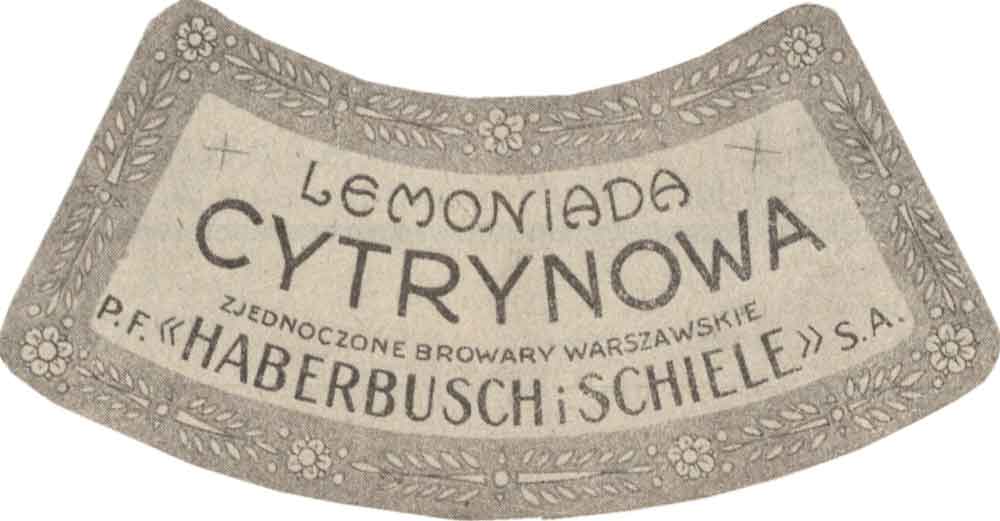 LEMONIADA
CYTRYNOWA
ZJEDNOCZONE BROWARY WARSZAWSKIE
P.F. «HABERBUSCH i SCHIELE» S.A.